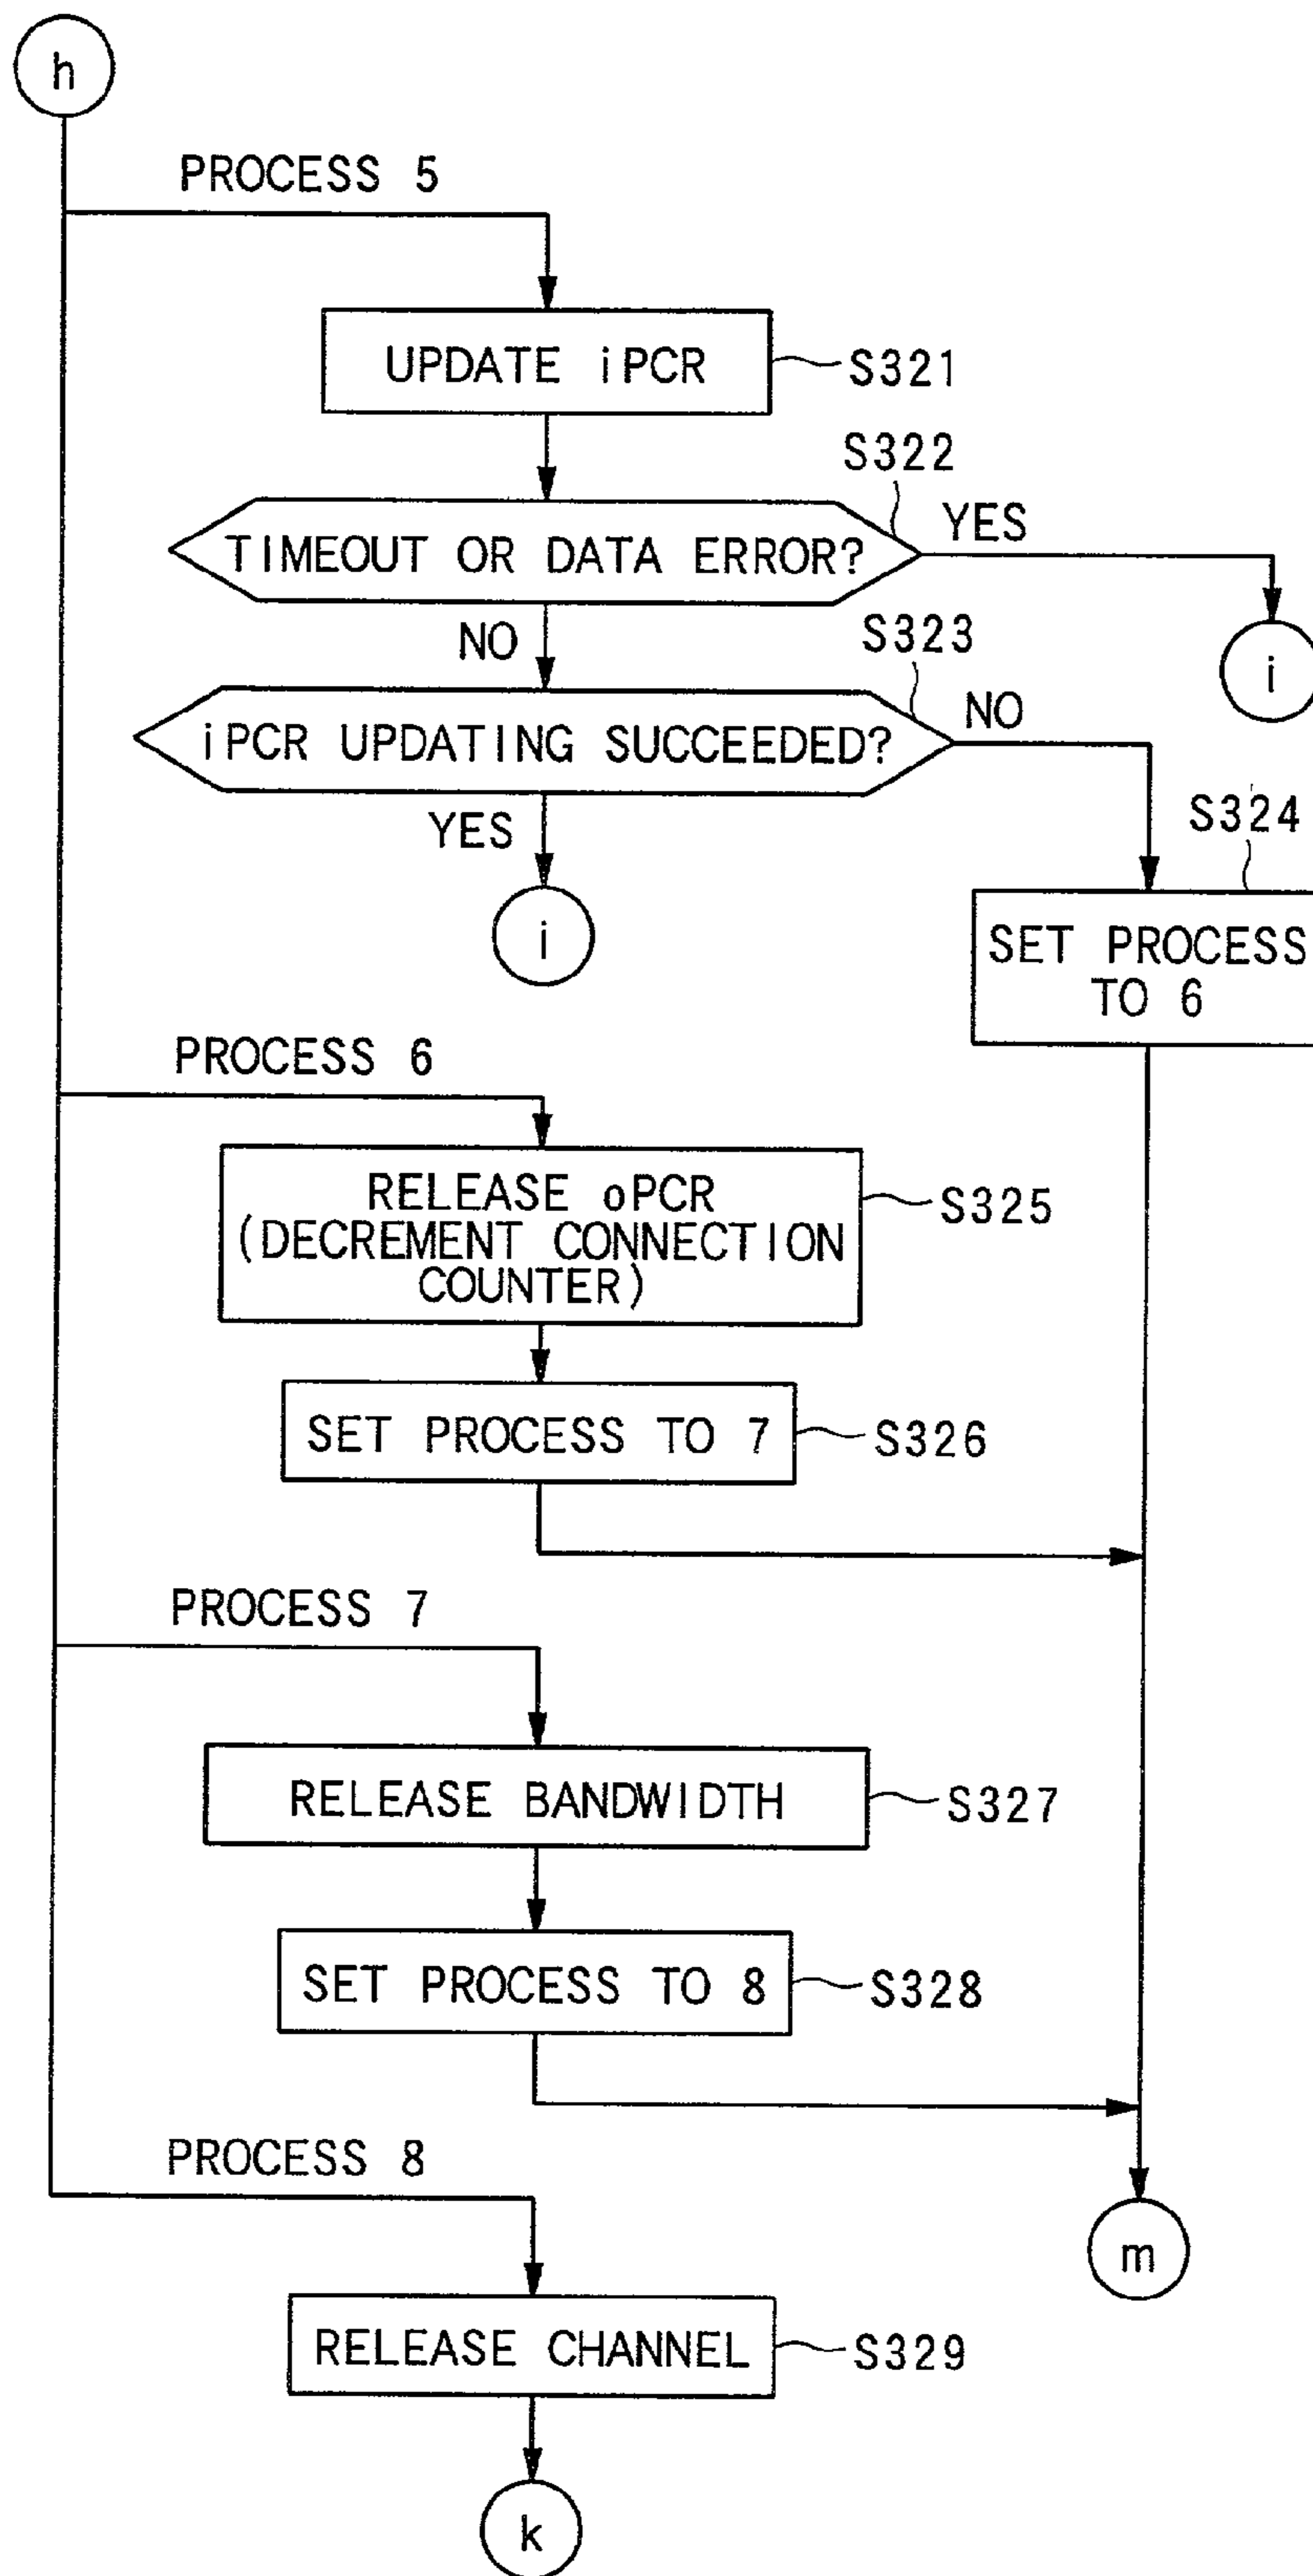 h
PROCESS 5
UPDATE iPCR
S321
S322
TIMEOUT OR DATA ERROR?
YES
i
NO
S323
iPCR UPDATING SUCCEEDED?
NO
YES
j
S324
SET PROCESS
TO 6
PROCESS 6
RELEASE oPCR
(DECREMENT CONNECTION
COUNTER)
S325
SET PROCESS TO 7
S326
PROCESS 7
RELEASE BANDWIDTH
S327
SET PROCESS TO 8
S328
PROCESS 8
m
RELEASE CHANNEL
S329
k